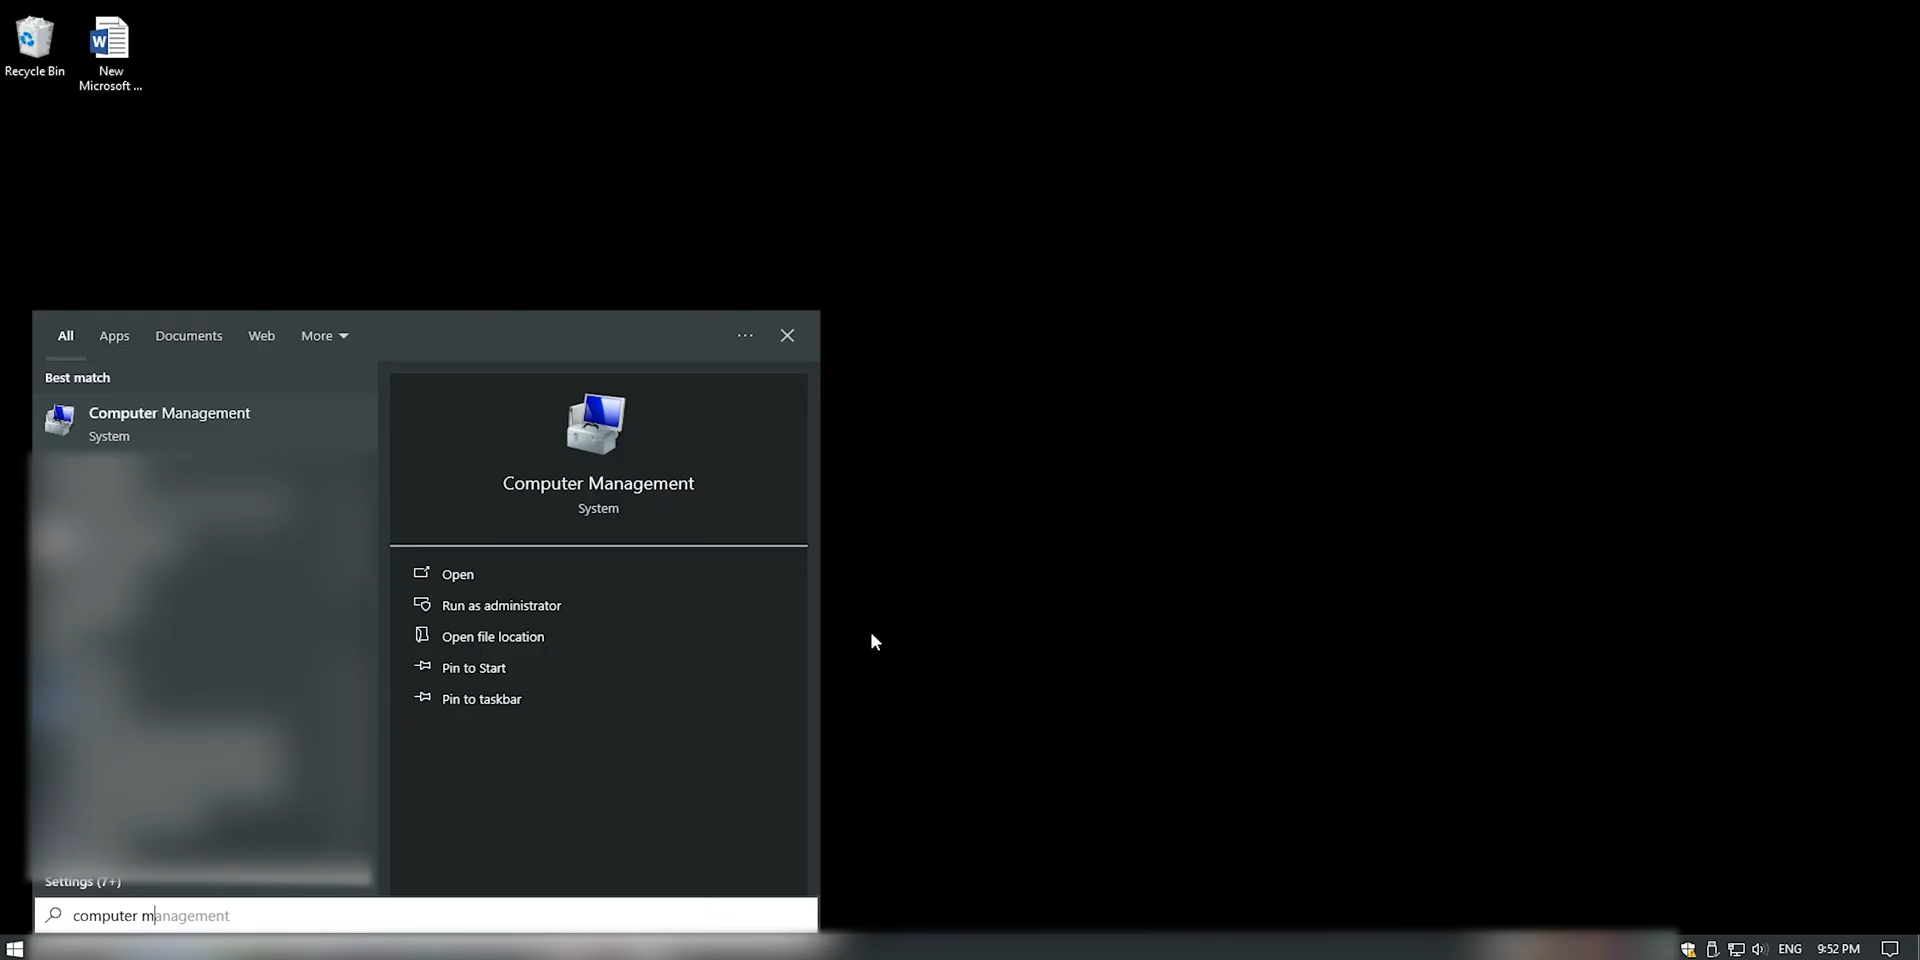 Recycle Bin
New
Microsoft ...
All
Apps
Documents
Web
More
Best match
Computer Management
System
Computer Management
System
Open
Run as administrator
Open file location
Pin to Start
Pin to taskbar
Settings (7+)
computer management
ENG
9:52 PM